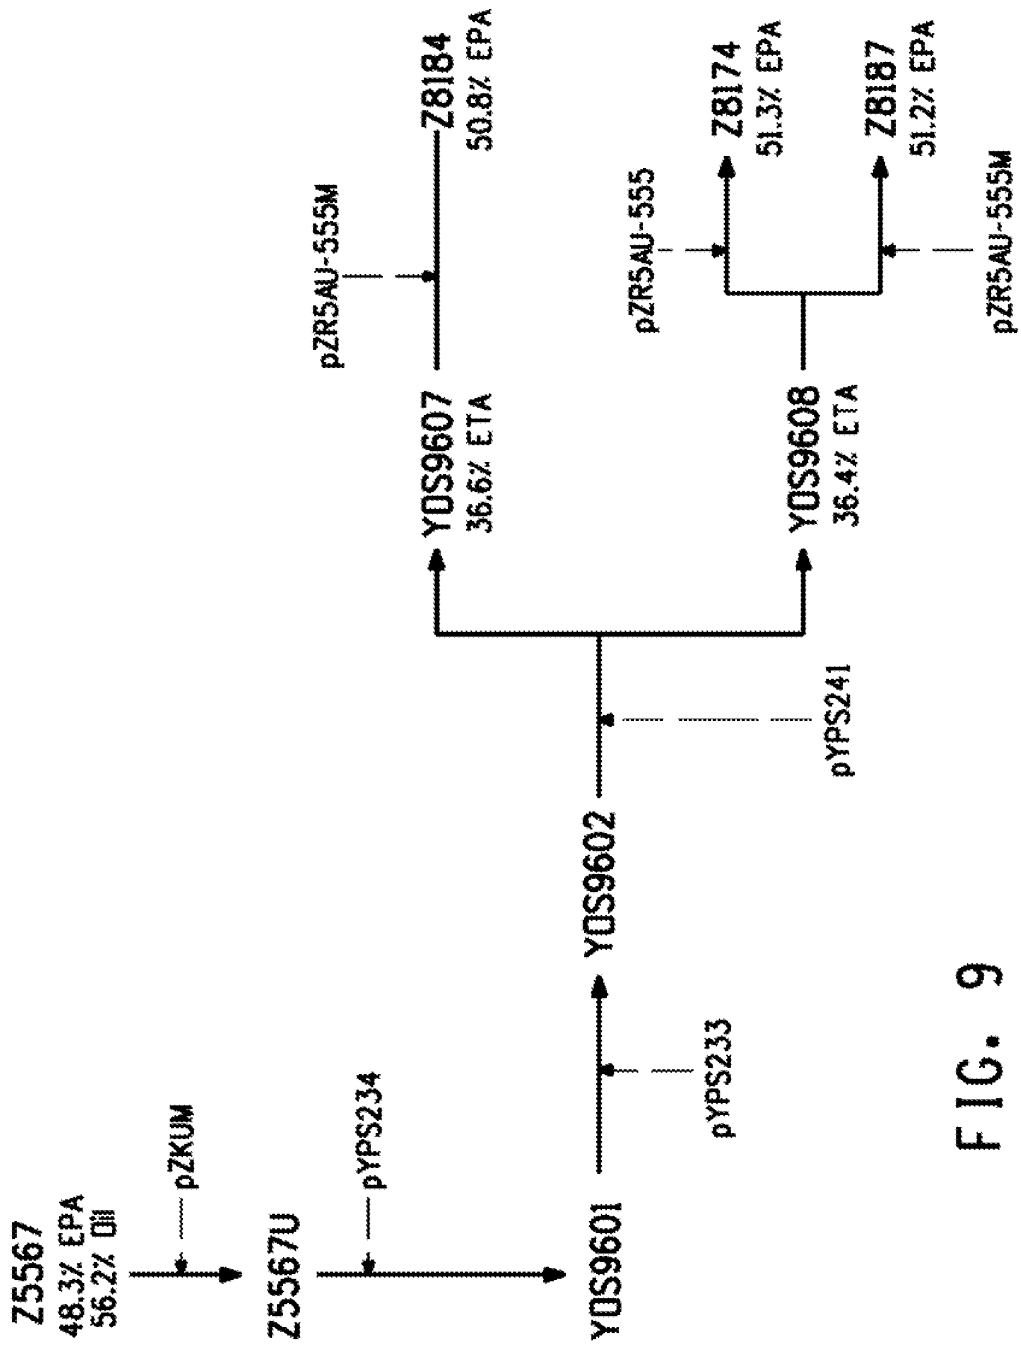 Z5567
48.3% EPA
56.2% Oil
pZKUM
Z5567U
pYPS234
YOS9601
pYPS233
YOS9602
pYPS241
YOS9607
36.6% ETA
pZR5AU-555M
Z8184
50.8% EPA
YOS9608
36.4% ETA
pZR5AU-555
Z8174
51.3% EPA
pZR5AU-555M
Z8187
51.2% EPA
FIG. 9